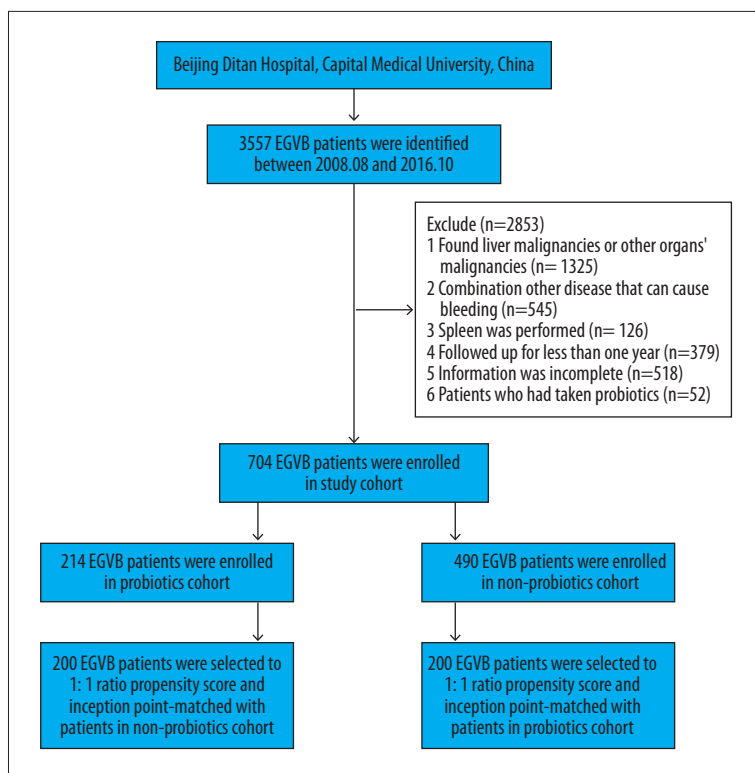 Beijing Ditan Hospital, Capital Medical University, China
3557 EGVB patients were identified
between 2008.08 and 2016.10
Exclude (n=2853)
1 Found liver malignancies or other organs'
malignancies (n= 1325)
2 Combination other disease that can cause
bleeding (n=545)
3 Spleen was performed (n= 126)
4 Followed up for less than one year (n=379)
5 Information was incomplete (n=518)
6 Patients who had taken probiotics (n=52)
704 EGVB patients were enrolled
in study cohort
214 EGVB patients were enrolled
in probiotics cohort
490 EGVB patients were enrolled
in non-probiotics cohort
200 EGVB patients were selected to
1: 1 ratio propensity score and
inception point-matched with
patients in non-probiotics cohort
200 EGVB patients were selected to
1: 1 ratio propensity score and
inception point-matched with
patients in probiotics cohort